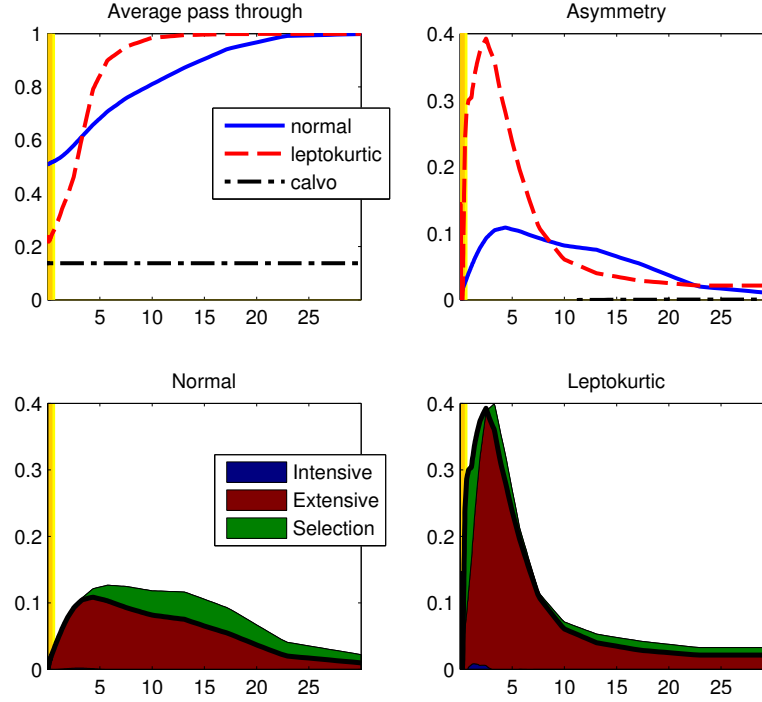 Average pass through
1
0.8
0.6
0.4
0.2
0
5 10 15 20 25
normal
leptokurtic
calvo
Asymmetry
0.4
0.3
0.2
0.1
0
5 10 15 20 25
Normal
0.4
0.3
0.2
0.1
0
5 10 15 20 25
Intensive
Extensive
Selection
Leptokurtic
0.4
0.3
0.2
0.1
0
5 10 15 20 25